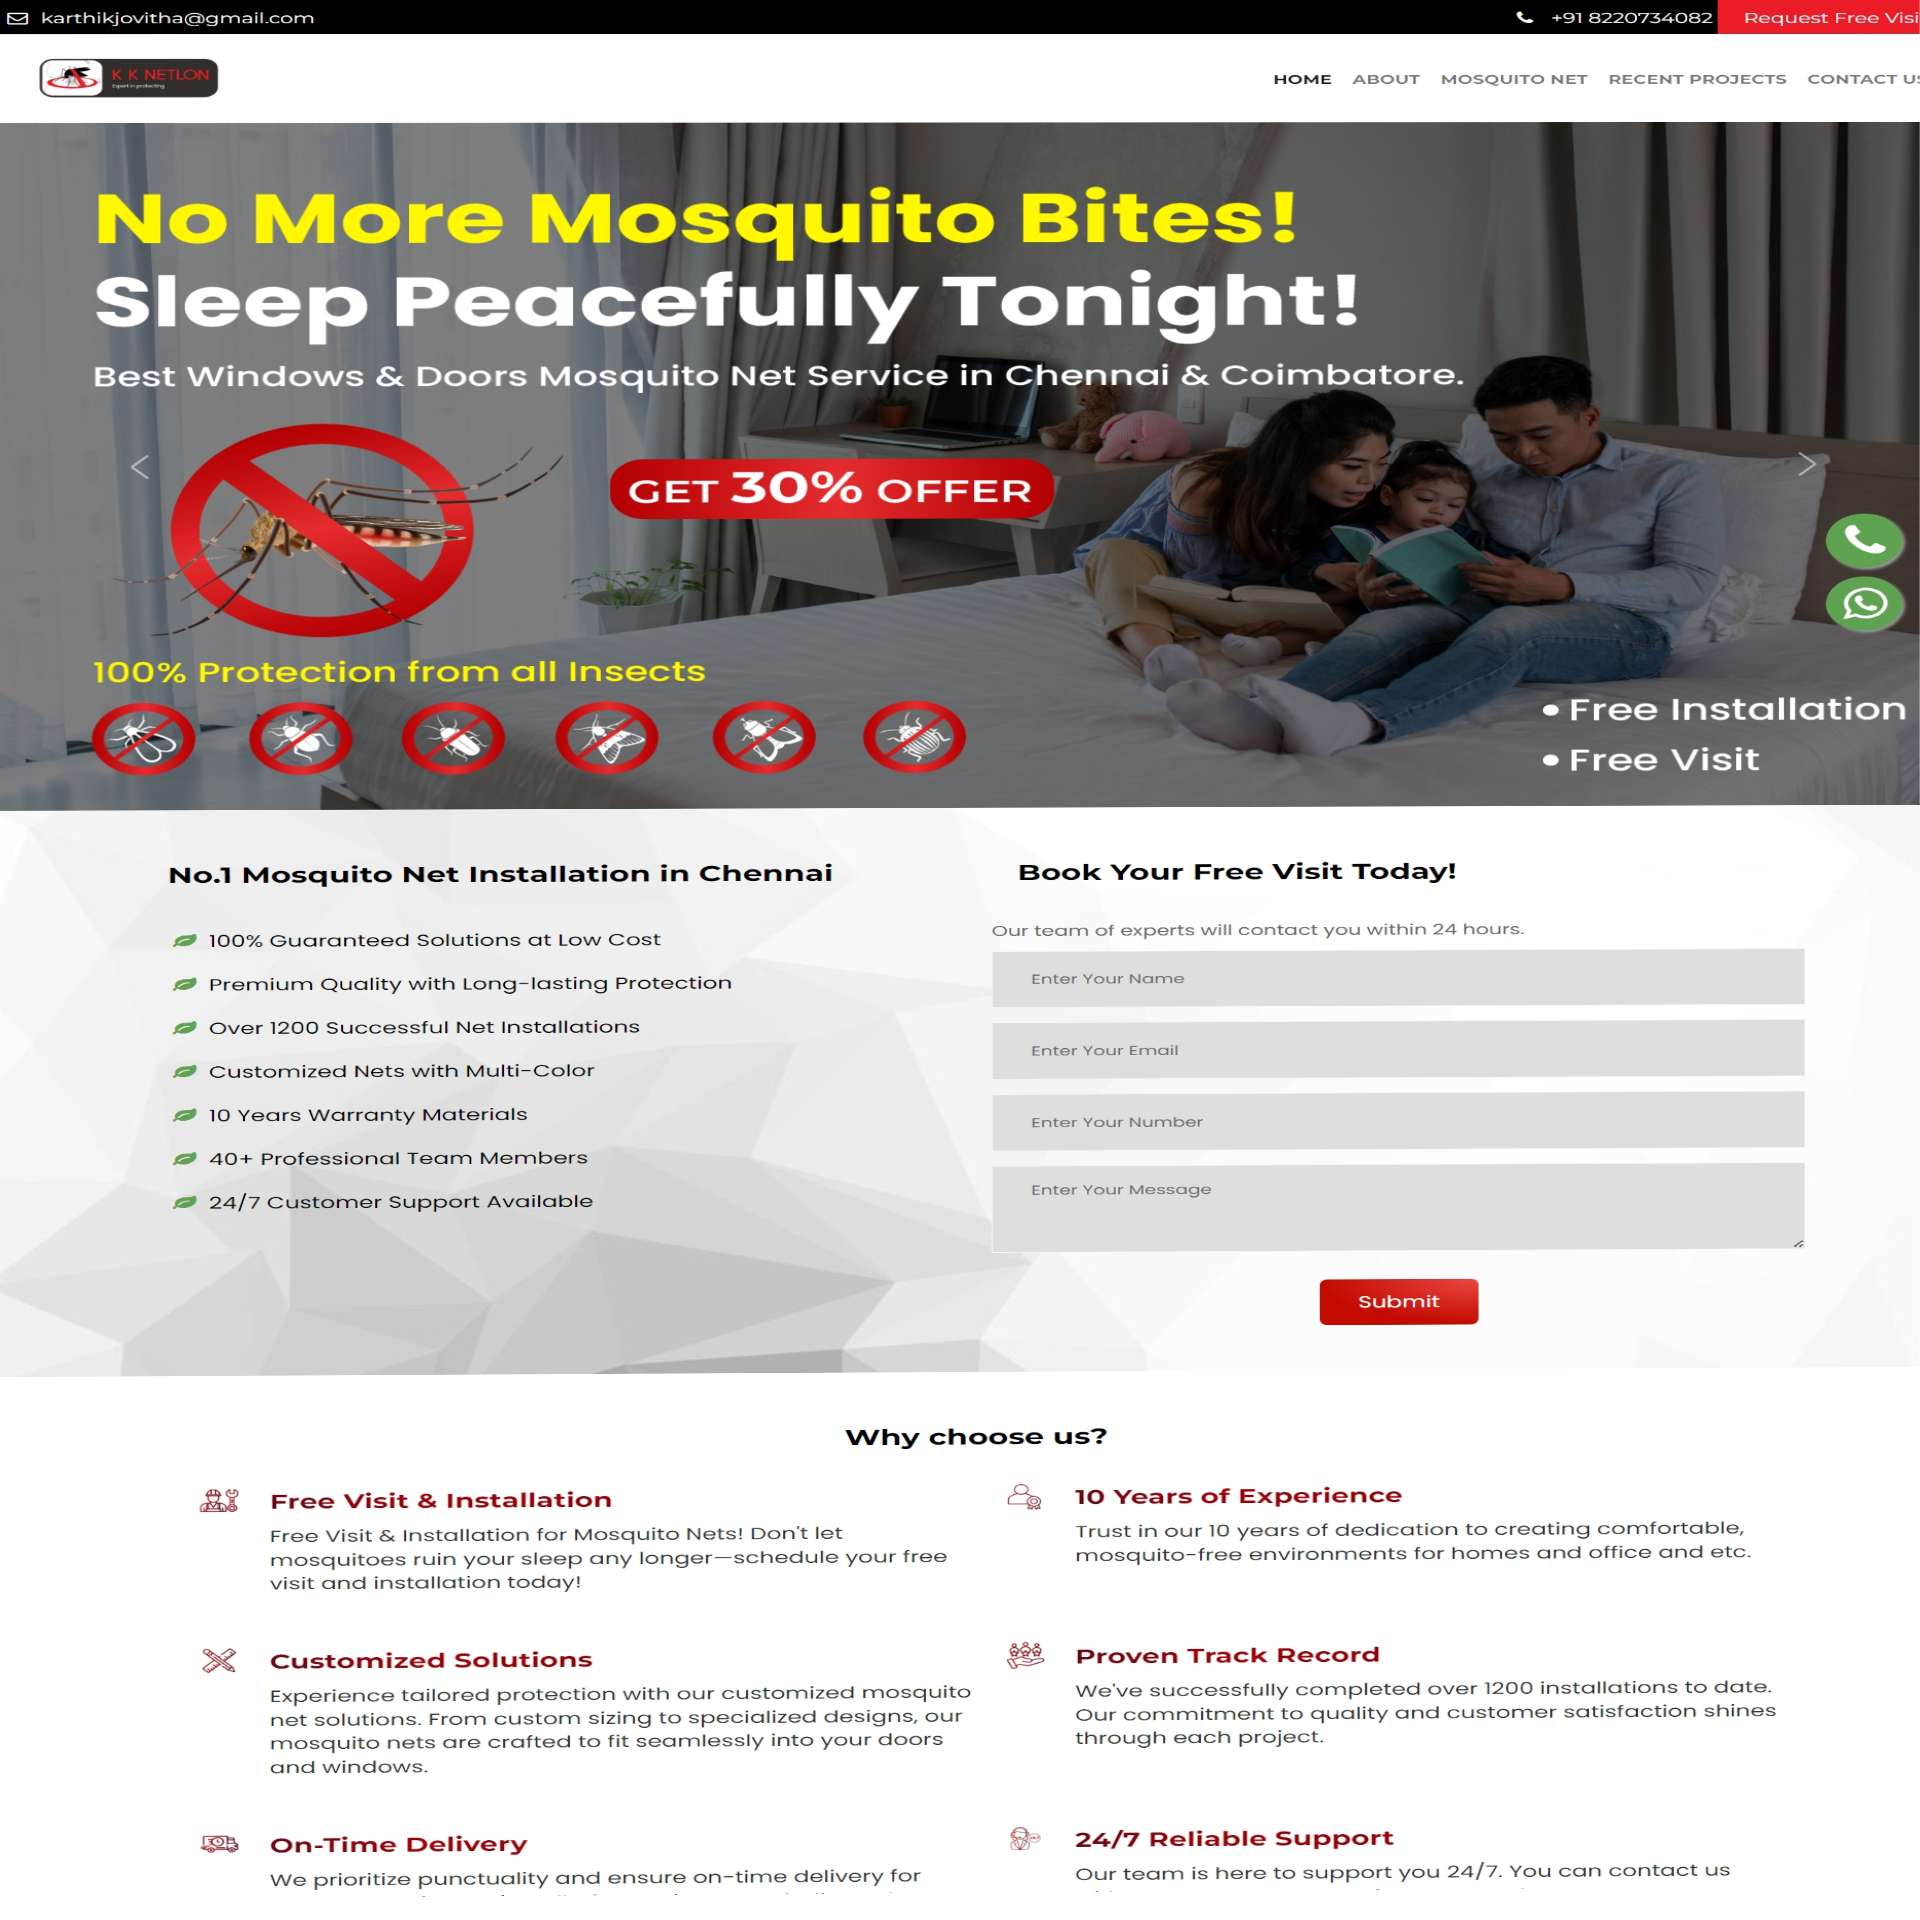 karthikjovitha@gmail.com
+91 8220734082
Request Free Visi
K K NETLON
Expert in protecting
HOME ABOUT MOSQUITO NET RECENT PROJECTS CONTACT US
No More Mosquito Bites!
Sleep Peacefully Tonight!
Best Windows & Doors Mosquito Net Service in Chennai & Coimbatore.
GET 30% OFFER
100% Protection from all Insects
• Free Installation
• Free Visit
No.1 Mosquito Net Installation in Chennai
100% Guaranteed Solutions at Low Cost
Premium Quality with Long-lasting Protection
Over 1200 Successful Net Installations
Customized Nets with Multi-Color
10 Years Warranty Materials
40+ Professional Team Members
24/7 Customer Support Available
Book Your Free Visit Today!
Our team of experts will contact you within 24 hours.
Enter Your Name
Enter Your Email
Enter Your Number
Enter Your Message
Submit
Why choose us?
Free Visit & Installation
Free Visit & Installation for Mosquito Nets! Don't let
mosquitoes ruin your sleep any longer—schedule your free
visit and installation today!
10 Years of Experience
Trust in our 10 years of dedication to creating comfortable,
mosquito-free environments for homes and office and etc.
Customized Solutions
Experience tailored protection with our customized mosquito
net solutions. From custom sizing to specialized designs, our
mosquito nets are crafted to fit seamlessly into your doors
and windows.
Proven Track Record
We've successfully completed over 1200 installations to date.
Our commitment to quality and customer satisfaction shines
through each project.
On-Time Delivery
We prioritize punctuality and ensure on-time delivery for
24/7 Reliable Support
Our team is here to support you 24/7. You can contact us